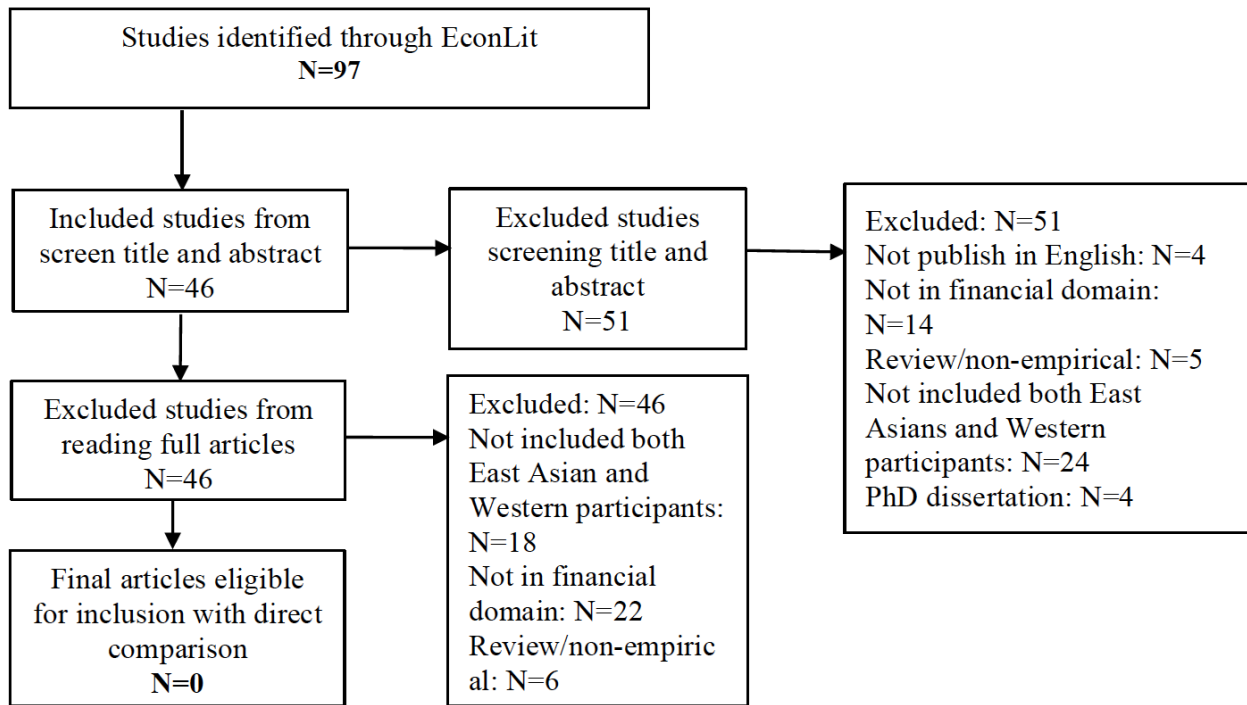 Studies identified through EconLit
N=97
Included studies from
screen title and abstract
N=46
Excluded studies
screening title and
abstract
N=51
Excluded: N=51
Not publish in English: N=4
Not in financial domain:
N=14
Review/non-empirical: N=5
Not included both East
Asians and Western
participants: N=24
PhD dissertation: N=4
Excluded studies from
reading full articles
N=46
Excluded: N=46
Not included both
East Asian and
Western participants:
N=18
Not in financial
domain: N=22
Review/non-empiric
al: N=6
Final articles eligible
for inclusion with direct
comparison
N=0